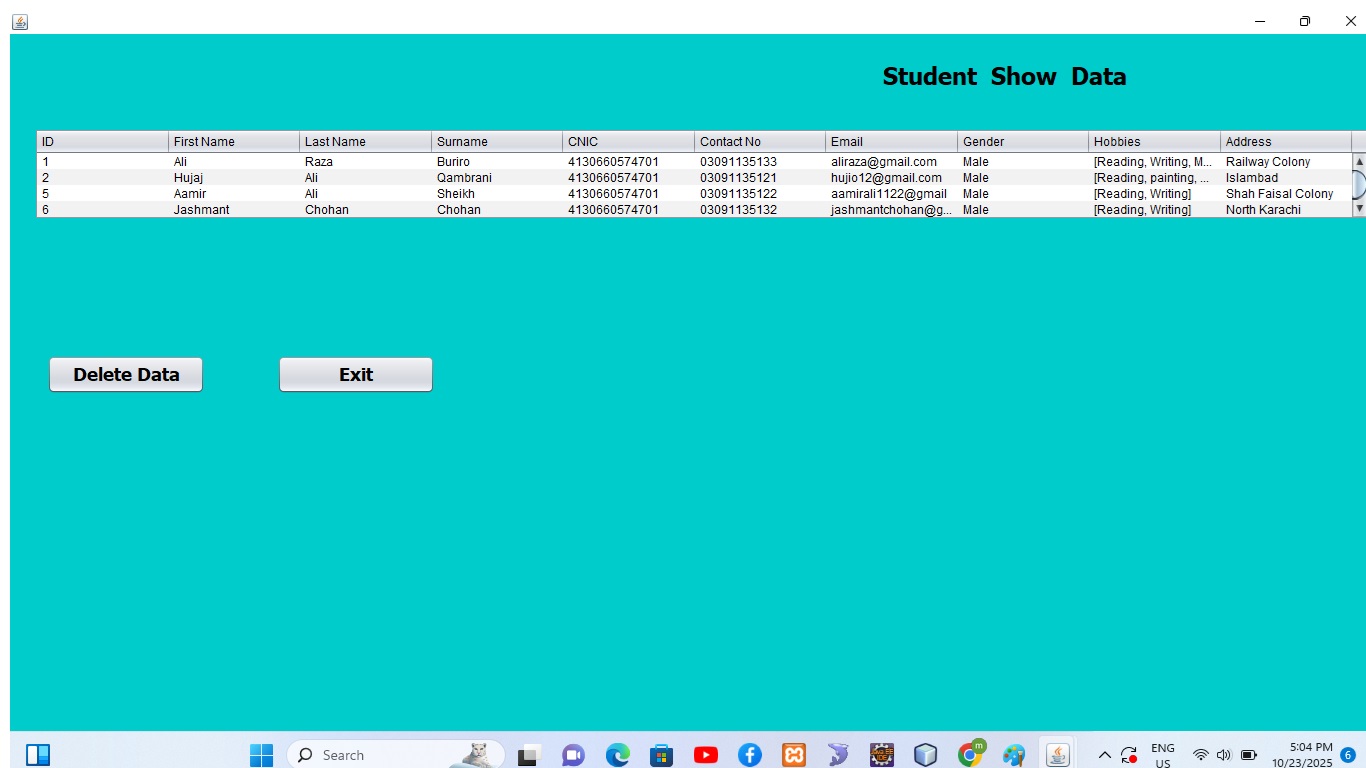 Student Show Data
ID First Name Last Name Surname CNIC Contact No Email Gender Hobbies Address
1 Ali Raza Buriro 4130660574701 03091135133 aliraza@gmail.com Male [Reading, Writing, M... Railway Colony
2 Hujaj Ali Qambrani 4130660574701 03091135121 hujio12@gmail.com Male [Reading, painting, ... Islambad
5 Aamir Ali Sheikh 4130660574701 03091135122 aamirali1122@gmail Male [Reading, Writing] Shah Faisal Colony
6 Jashmant Chohan Chohan 4130660574701 03091135132 jashmantchohan@g... Male [Reading, Writing] North Karachi
Delete Data Exit
Search ENG 5:04 PM
m US 10/23/2025 6